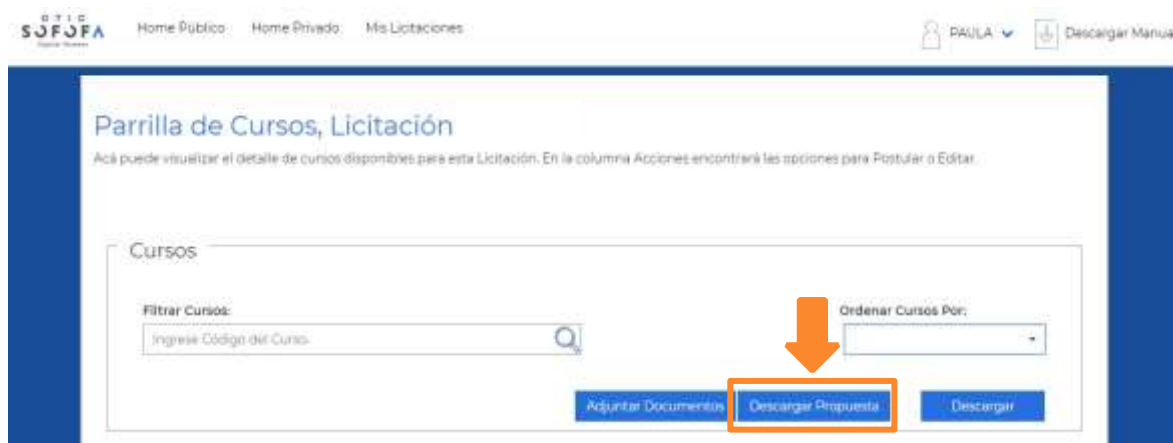 OTIC
SOFOFA
Home Público Home Privado Mis Licitaciones
PAULA
Descargar Manua
Parrilla de Cursos, Licitación
Acá puede visualizar el detalle de cursos disponibles para esta Licitación. En la columna Acciones encontrará las opciones para Postular o Editar.
Cursos
Filtrar Cursos:
Ordenar Cursos Por:
Ingrese Código del Curso.
Adjuntar Documentos
Descargar Propuesta
Descargar